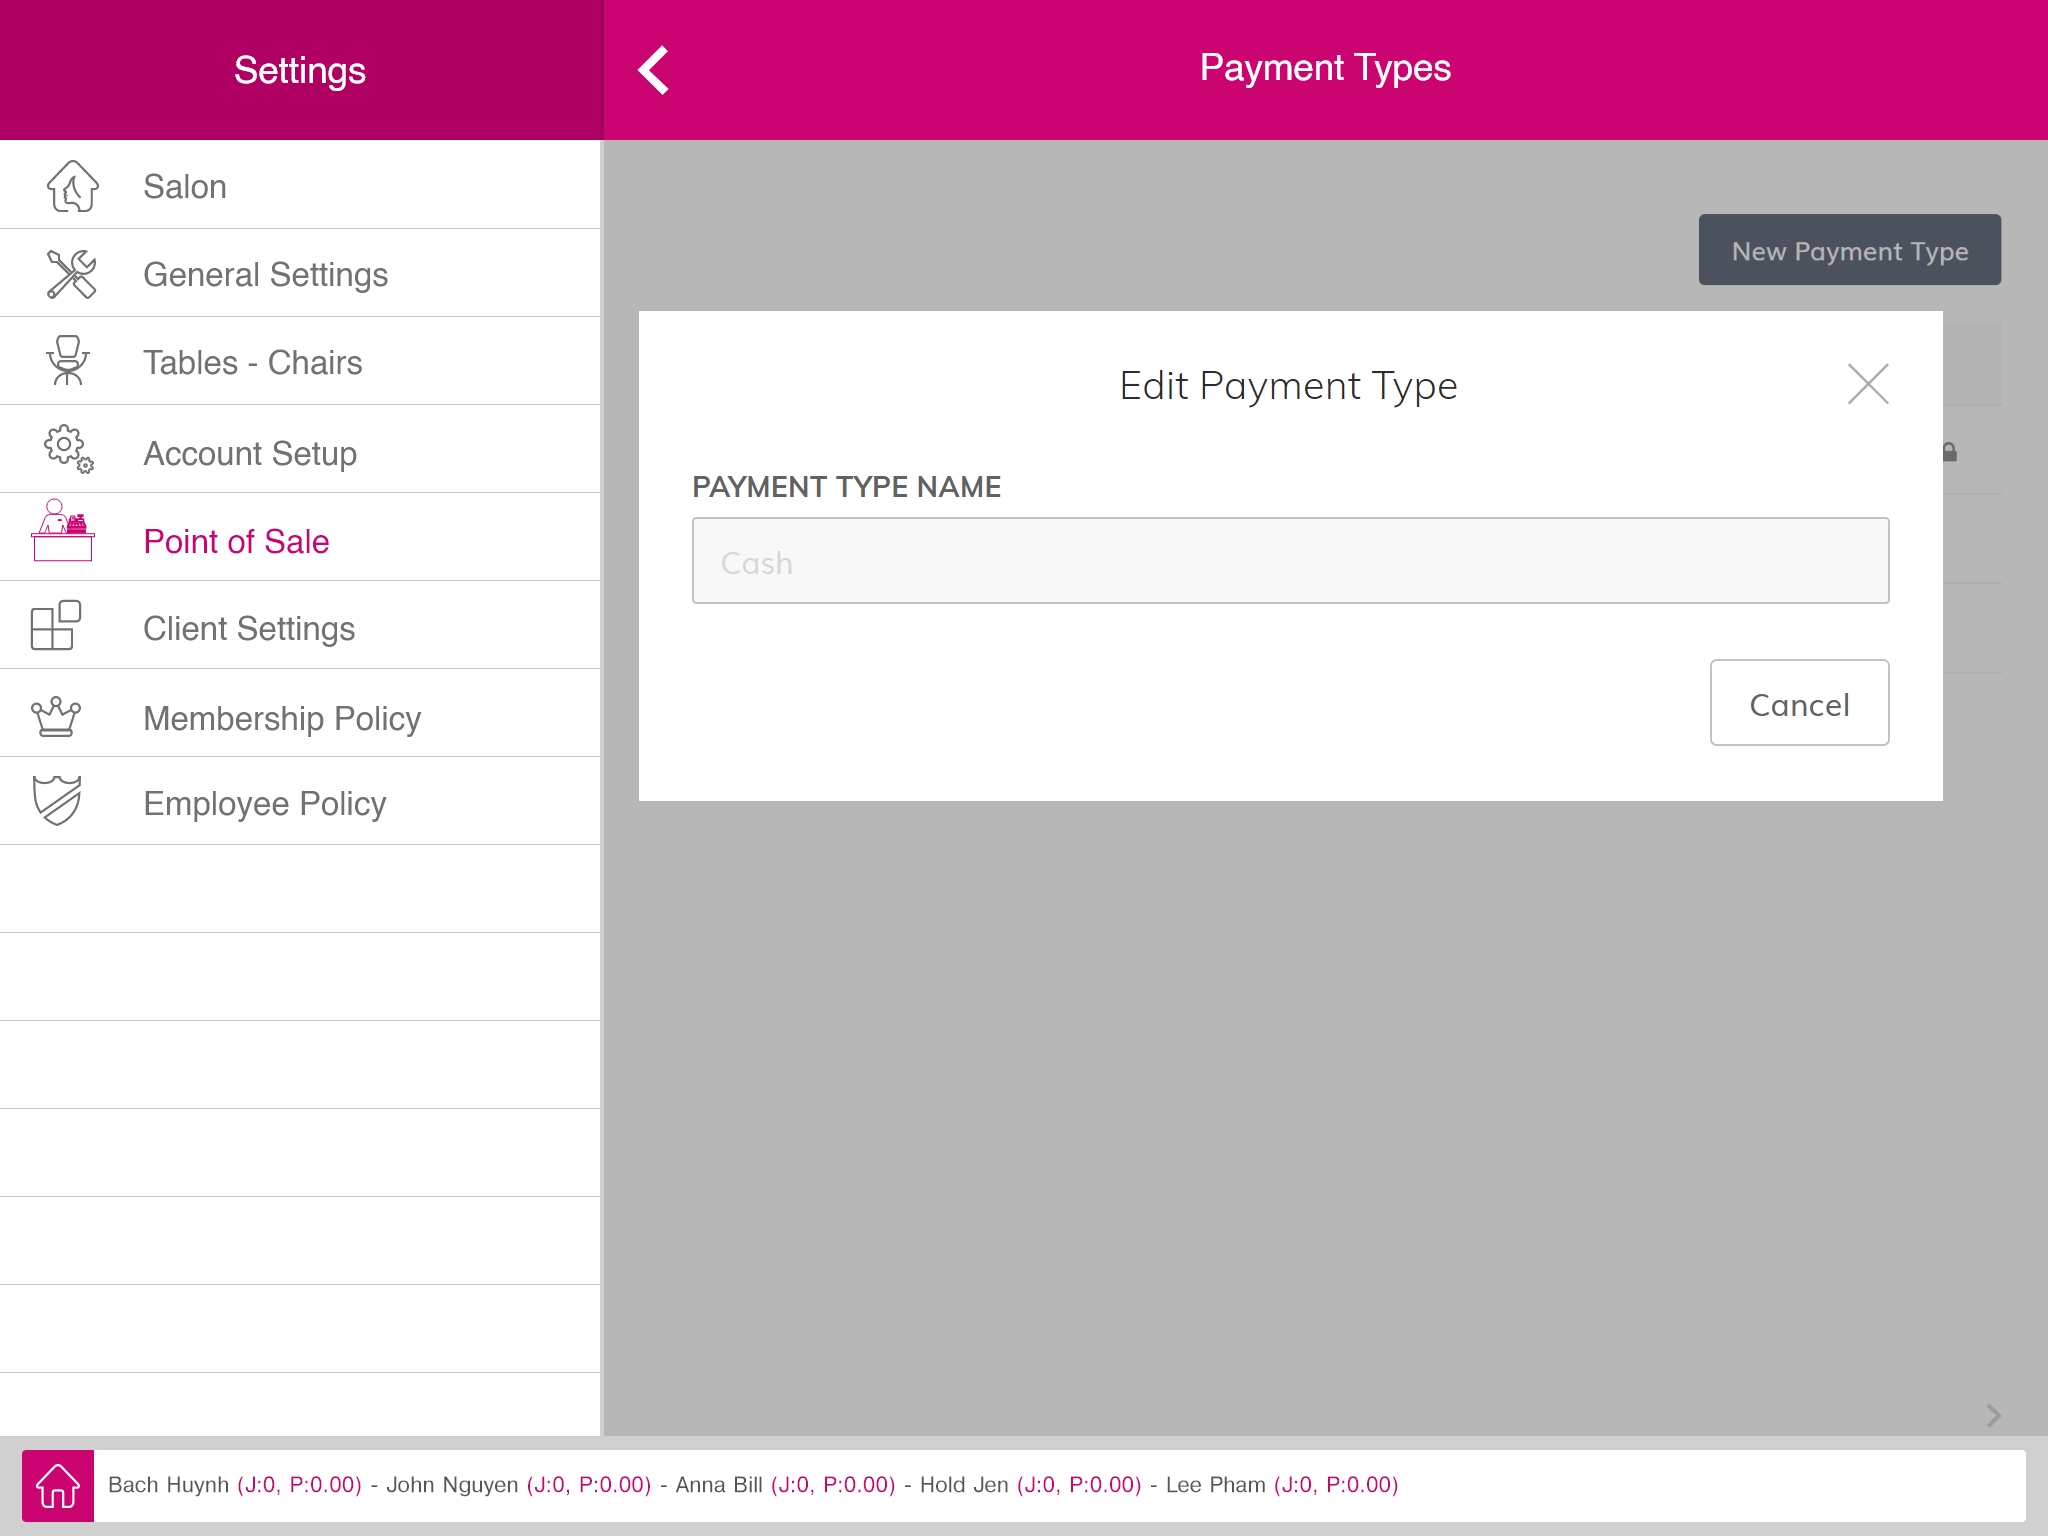 Settings
Payment Types
Salon
General Settings
Tables - Chairs
Account Setup
Point of Sale
Client Settings
Membership Policy
Employee Policy
New Payment Type
Edit Payment Type
PAYMENT TYPE NAME
Cash
Cancel
Bach Huynh (J:0, P:0.00) - John Nguyen (J:0, P:0.00) - Anna Bill (J:0, P:0.00) - Hold Jen (J:0, P:0.00) - Lee Pham (J:0, P:0.00)